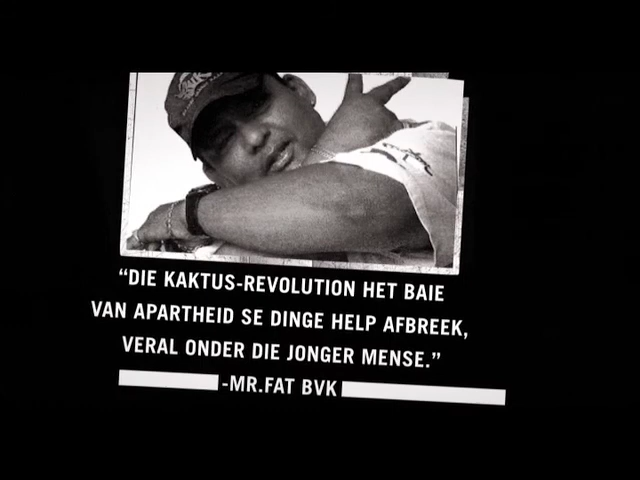 “DIE KAKTUS-REVOLUTION HET BAIE
VAN APARTHEID SE DINGE HELP AFBREEK,
VERAL ONDER DIE JONGER MENSE.”
-MR.FAT BVK